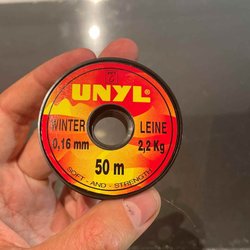 UNYL®
WINTER LEINE
0,16 mm 2,2 Kg
50 m
SOFT - AND - STRENGTH